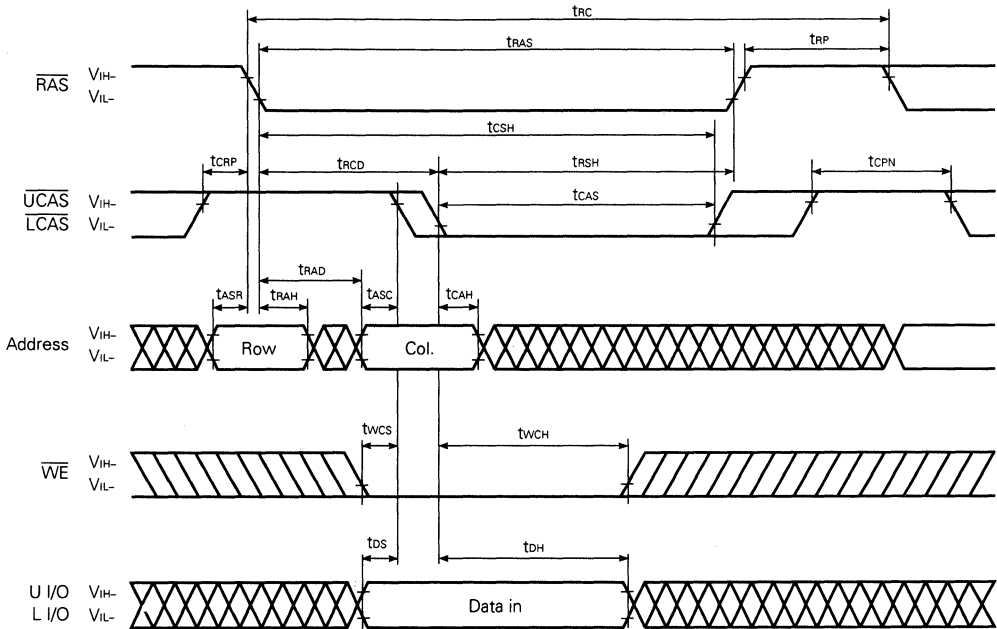 tRC
tRAS
tRP
RAS
VIH–
VIL–
tCSH
tCRP
tRCD
tRSH
tCPN
UCAS
LCAS
VIH–
VIL–
tCAS
tRAD
tASR
tRAH
tASC
tCAH
Address
VIH–
VIL–
Row
Col.
tWCS
tWCH
WE
VIH–
VIL–
tDS
tDH
U I/O
L I/O
VIH–
VIL–
Data in